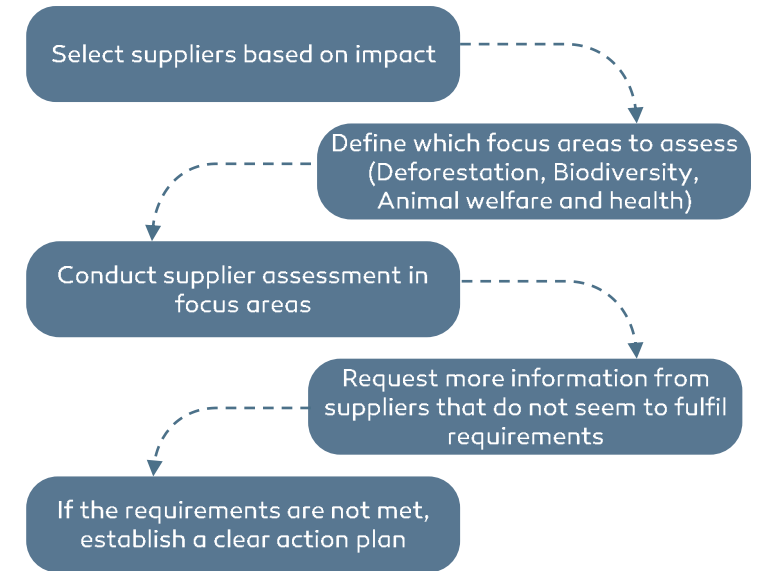 Select suppliers based on impact
Define which focus areas to assess
(Deforestation, Biodiversity,
Animal welfare and health)
Conduct supplier assessment in
focus areas
Request more information from
suppliers that do not seem to fulfil
requirements
If the requirements are not met,
establish a clear action plan